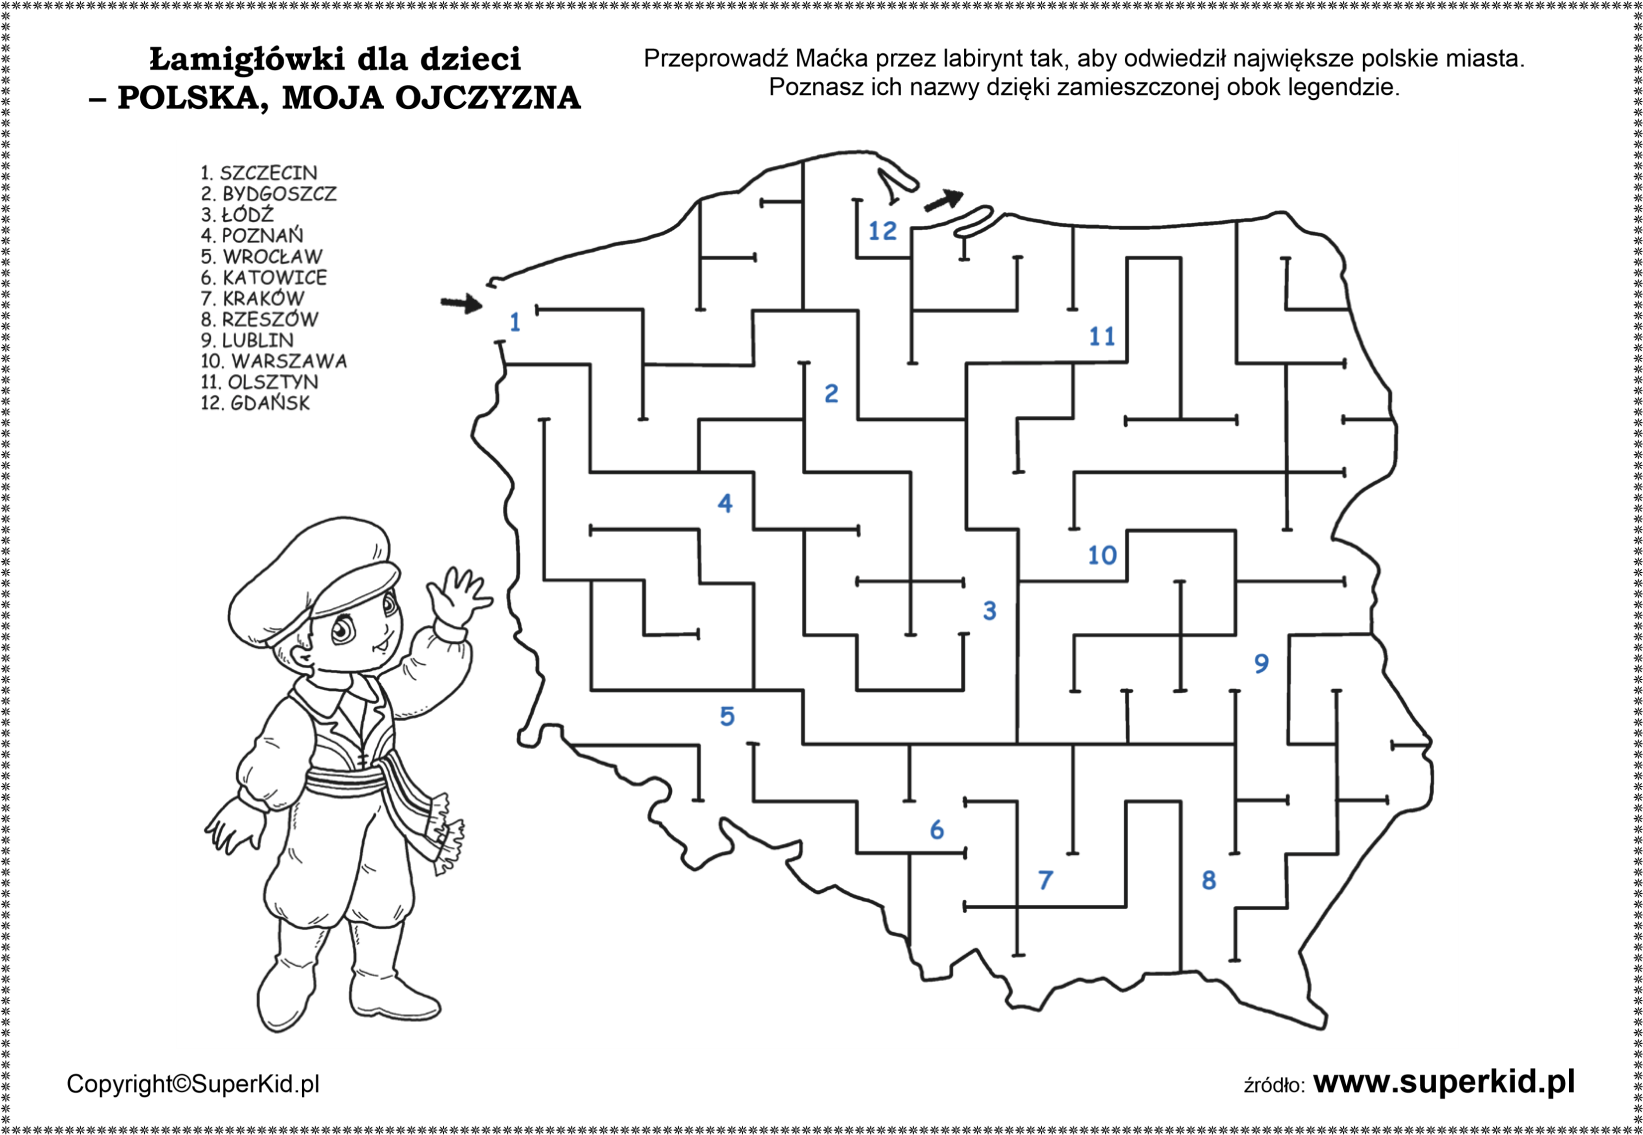 Łamigłówki dla dzieci
– POLSKA, MOJA OJCZYZNA
Przeprowadź Maćka przez labirynt tak, aby odwiedził największe polskie miasta.
Poznasz ich nazwy dzięki zamieszczonej obok legendzie.
1. SZCZECIN
2. BYDGOSZCZ
3. ŁÓDŹ
4. POZNAŃ
5. WROCŁAW
6. KATOWICE
7. KRAKÓW
8. RZESZÓW
9. LUBLIN
10. WARSZAWA
11. OLSZTYN
12. GDAŃSK
12
1
11
2
4
10
3
9
5
6
7
8
Copyright©SuperKid.pl
źródło: www.superkid.pl